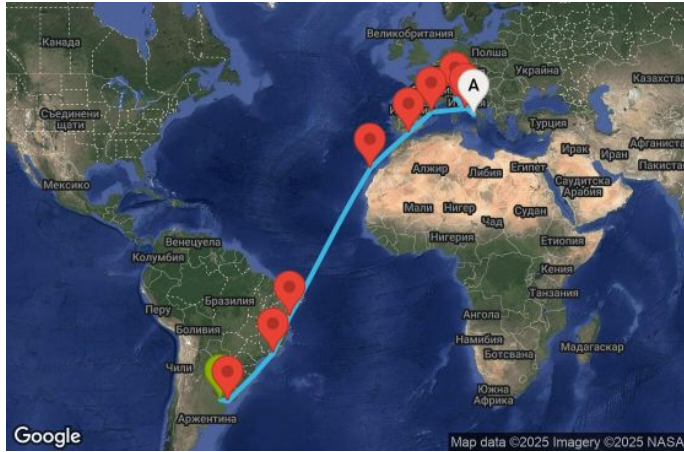 Канада
Великобритания
Полша
Украйна
Казахстан
Съединени
щати
Турция
Афганистан
Ирак
Иран
Пакистан
Алжир
Либия
Египет
Саудитска
Арабия
Мексико
Мали
Нигер
Чад
Судан
Нигерия
Етиопия
Венецуела
Колумбия
Кения
Танзания
Перу
Бразилия
Боливия
Ангола
Намибия
Ботсвана
Мадагаскар
Чили
Южна
Африка
Аржентина
A
Google
Map data ©2025 Imagery ©2025 NASA